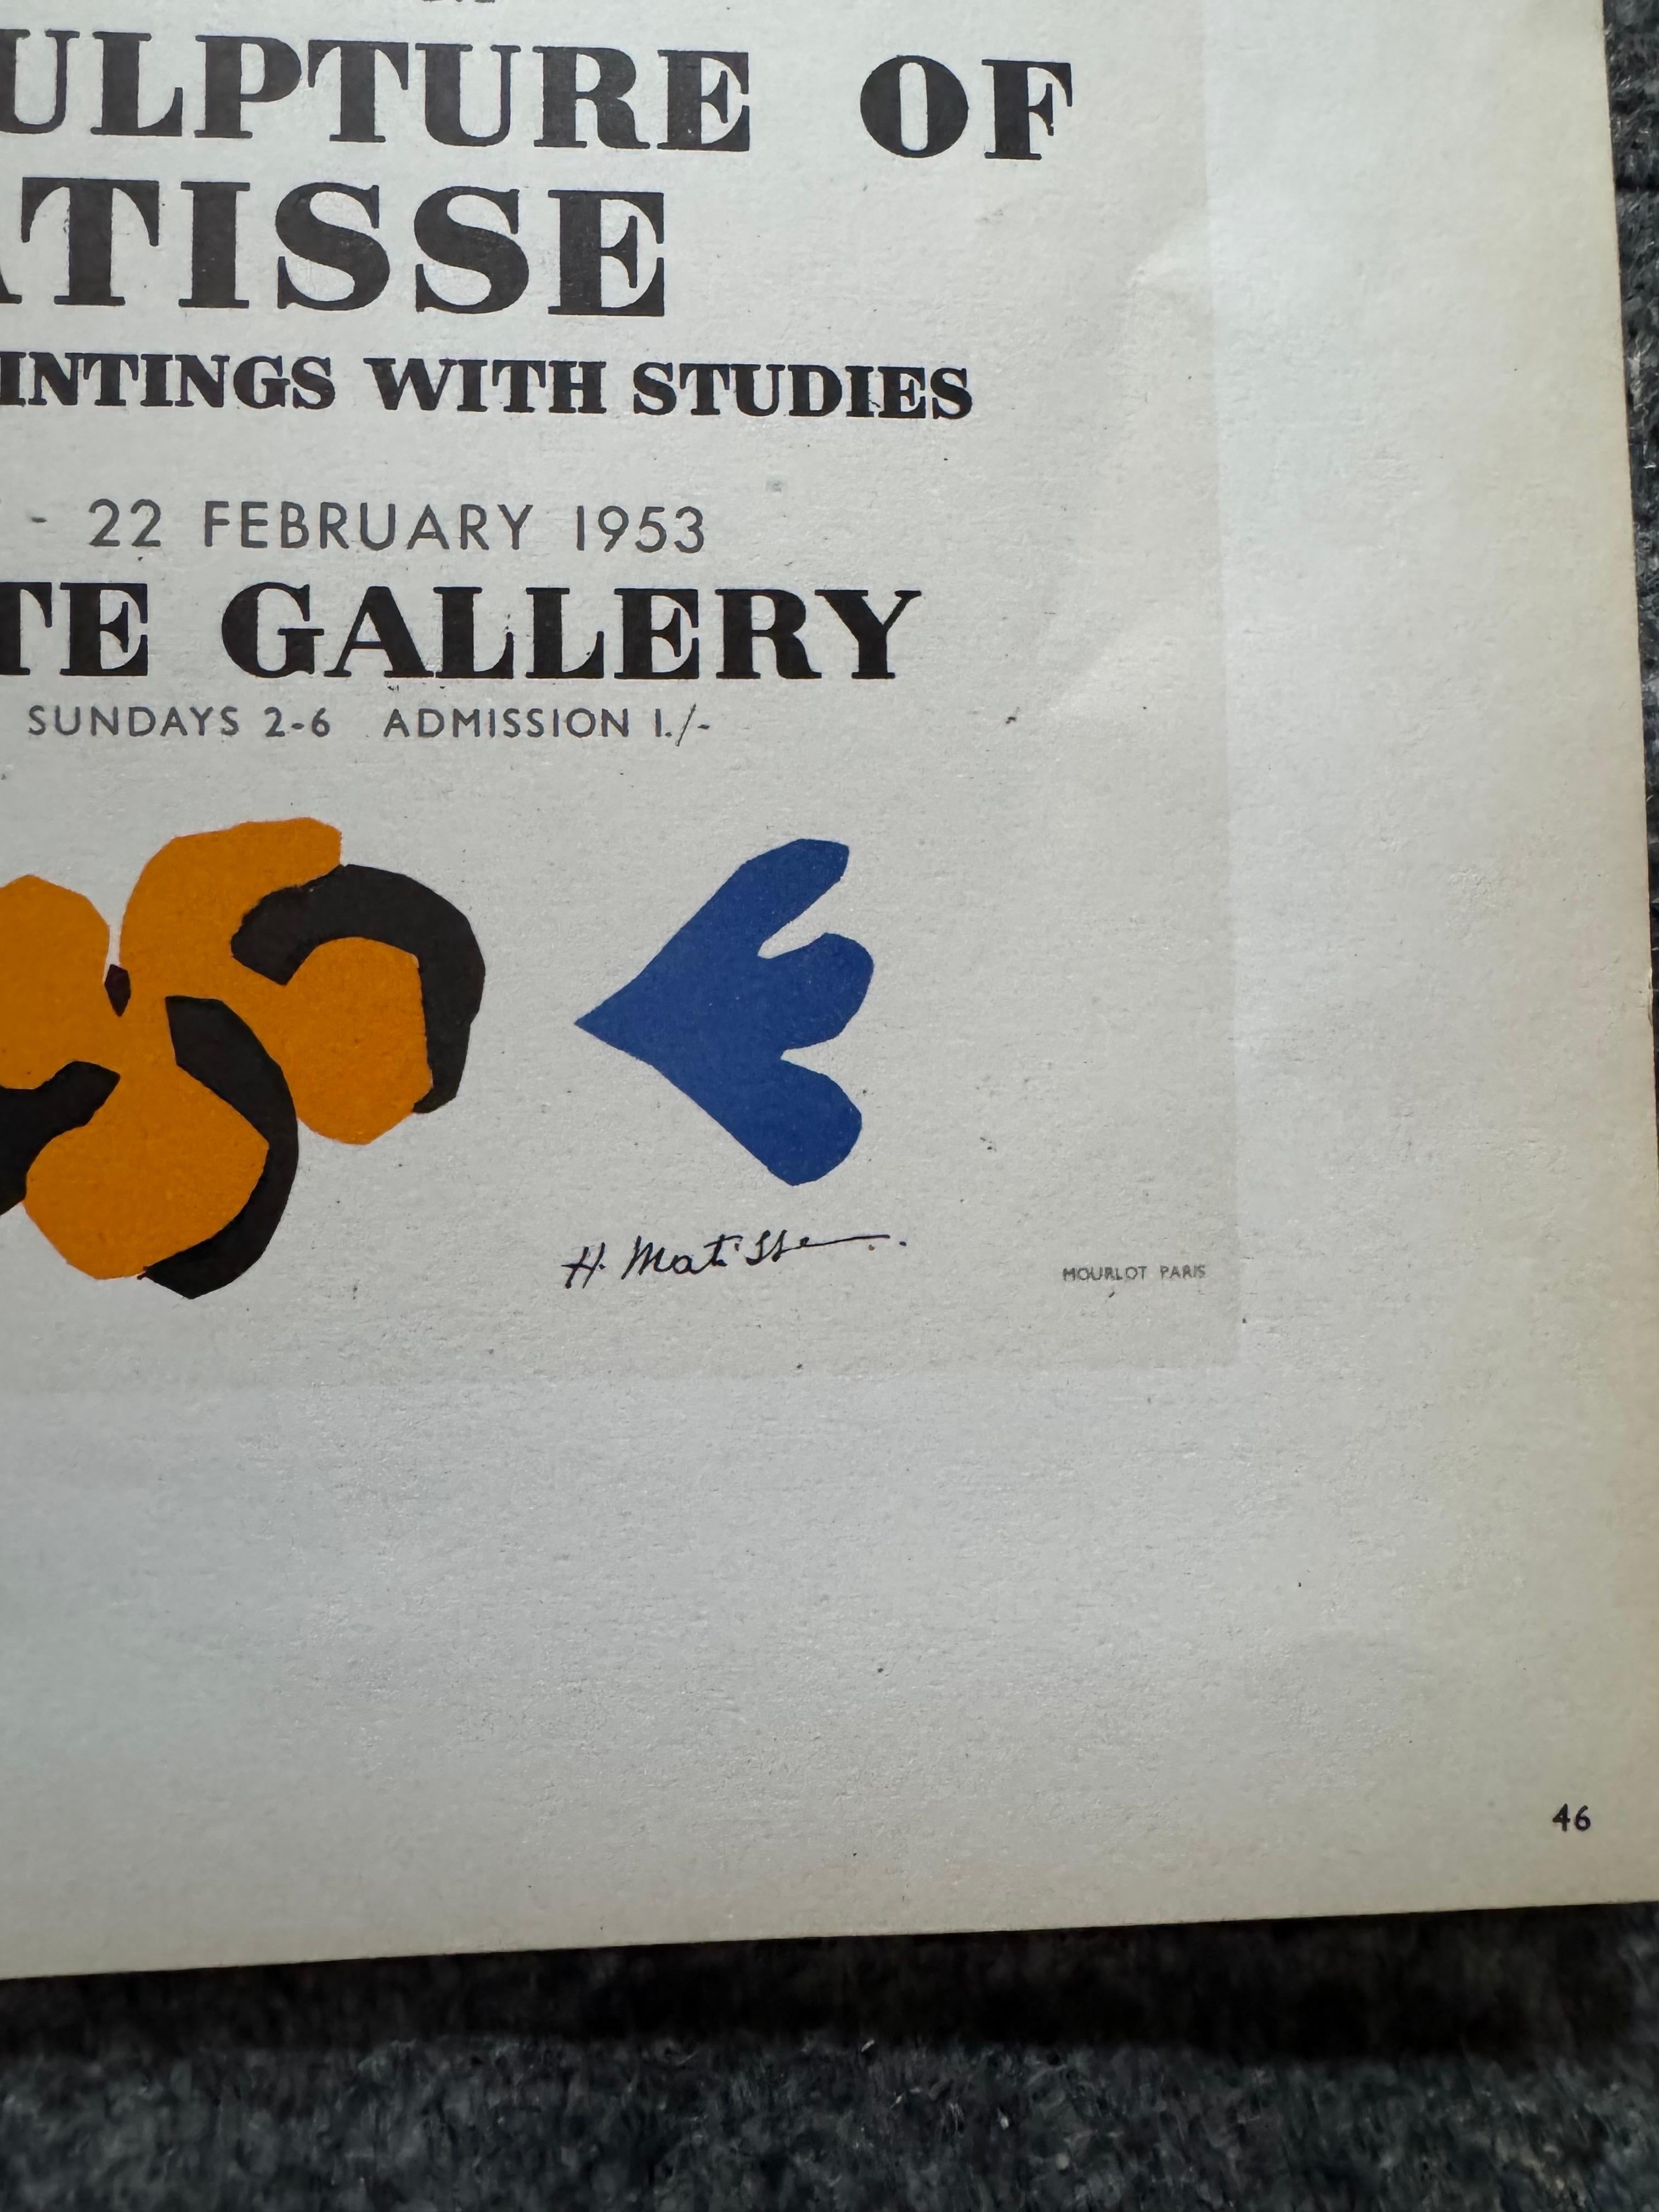 ULPTURE OF
ATISSE
INTINGS WITH STUDIES
- 22 FEBRUARY 1953
TE GALLERY
SUNDAYS 2-6 ADMISSION 1./-
H. Matisse
MOURLOT PARIS
46